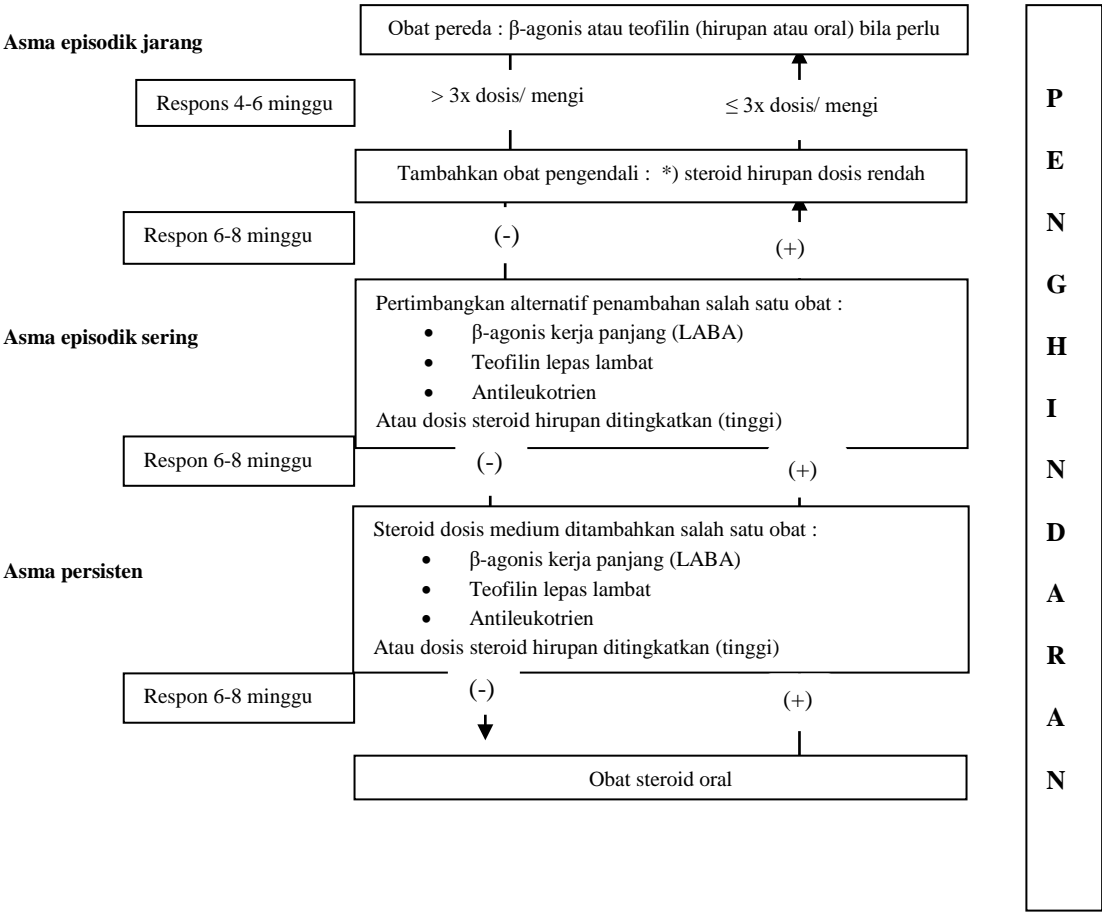 Obat pereda : β-agonis atau teofilin (hirupan atau oral) bila perlu
Asma episodik jarang
Respons 4-6 minggu
> 3x dosis/ mengi
≤ 3x dosis/ mengi
Tambahkan obat pengendali : *) steroid hirupan dosis rendah
Respon 6-8 minggu
(-)
(+)
Asma episodik sering
Pertimbangkan alternatif penambahan salah satu obat :
• β-agonis kerja panjang (LABA)
• Teofilin lepas lambat
• Antileukotrien
Atau dosis steroid hirupan ditingkatkan (tinggi)
Respon 6-8 minggu
(-)
(+)
Asma persisten
Steroid dosis medium ditambahkan salah satu obat :
• β-agonis kerja panjang (LABA)
• Teofilin lepas lambat
• Antileukotrien
Atau dosis steroid hirupan ditingkatkan (tinggi)
Respon 6-8 minggu
(-)
(+)
Obat steroid oral
P
E
N
G
H
I
N
D
A
R
A
N